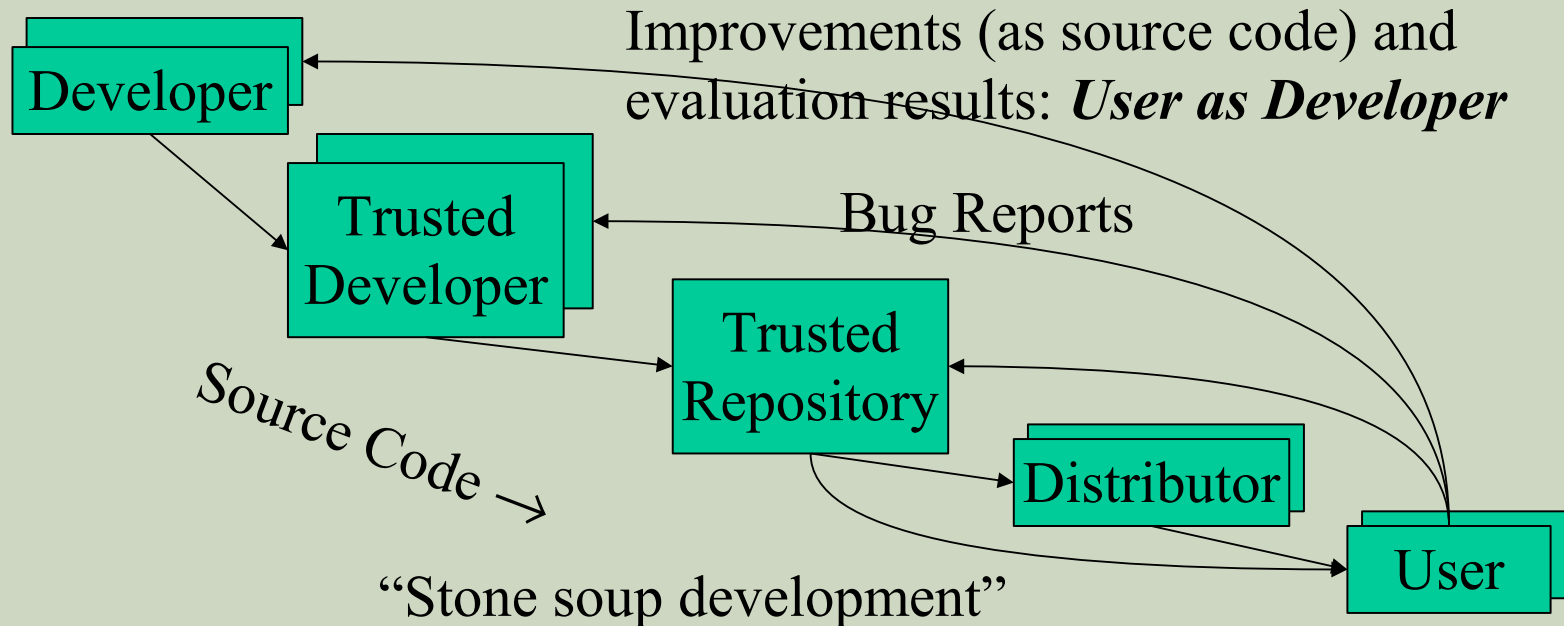 Improvements (as source code) and
evaluation results: User as Developer
Developer
Bug Reports
Trusted
Developer
Trusted
Repository
Source Code →
Distributor
User
“Stone soup development”